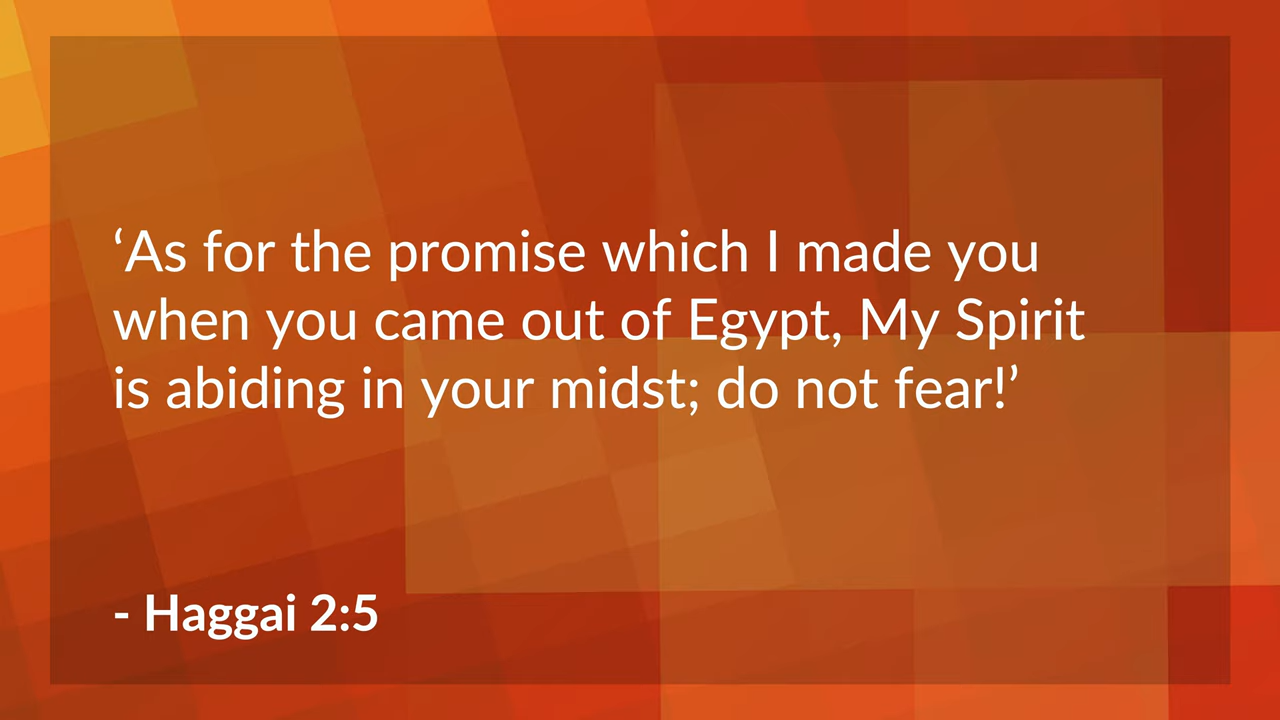 ‘As for the promise which I made you
when you came out of Egypt, My Spirit
is abiding in your midst; do not fear!’
- Haggai 2:5